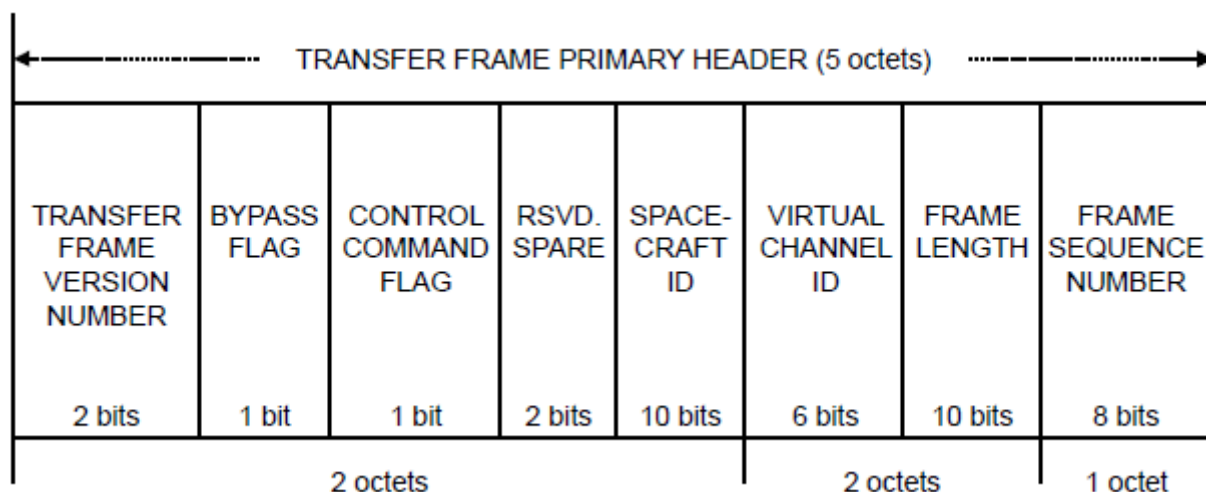 TRANSFER FRAME PRIMARY HEADER (5 octets)
TRANSFER
FRAME
VERSION
NUMBER
2 bits
BYPASS
FLAG
1 bit
CONTROL
COMMAND
FLAG
1 bit
RSVD.
SPARE
2 bits
SPACE-
CRAFT
ID
10 bits
VIRTUAL
CHANNEL
ID
6 bits
FRAME
LENGTH
10 bits
FRAME
SEQUENCE
NUMBER
8 bits
2 octets
2 octets
1 octet